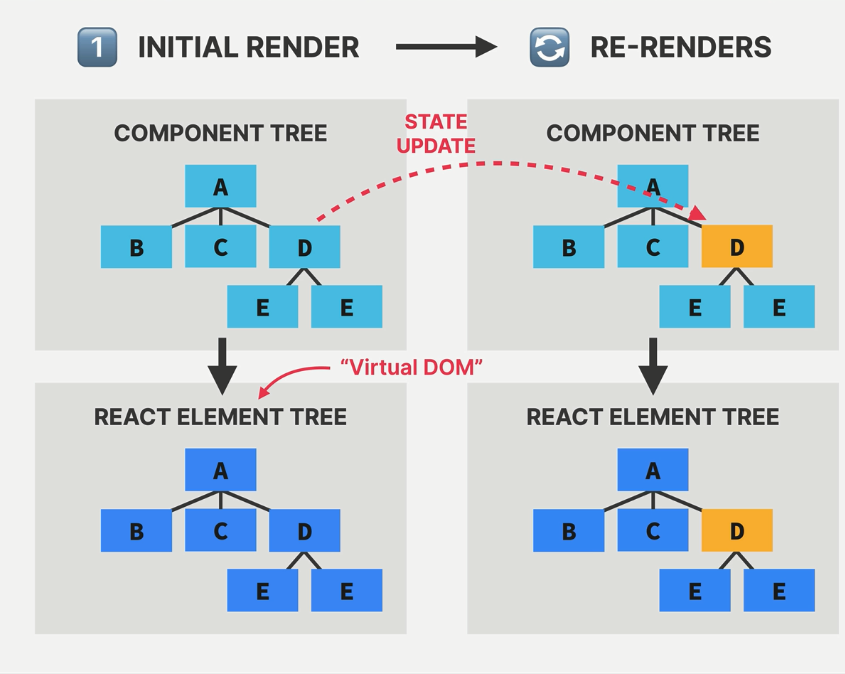 1 INITIAL RENDER
RE-RENDERS
COMPONENT TREE
A
B C D
E E
STATE
UPDATE
COMPONENT TREE
A
B C D
E E
“Virtual DOM”
REACT ELEMENT TREE
A
B C D
E E
REACT ELEMENT TREE
A
B C D
E E